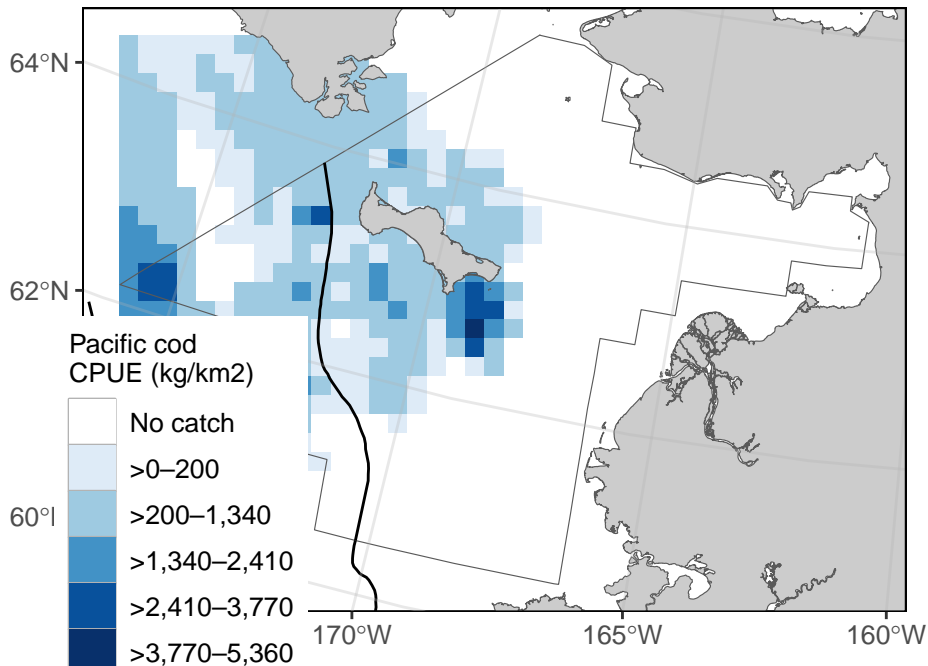 64°N
62°N
Pacific cod
CPUE (kg/km2)
No catch
>0–200
>200–1,340
60°l
>1,340–2,410
>2,410–3,770
>3,770–5,360
170°W
165°W
160°W